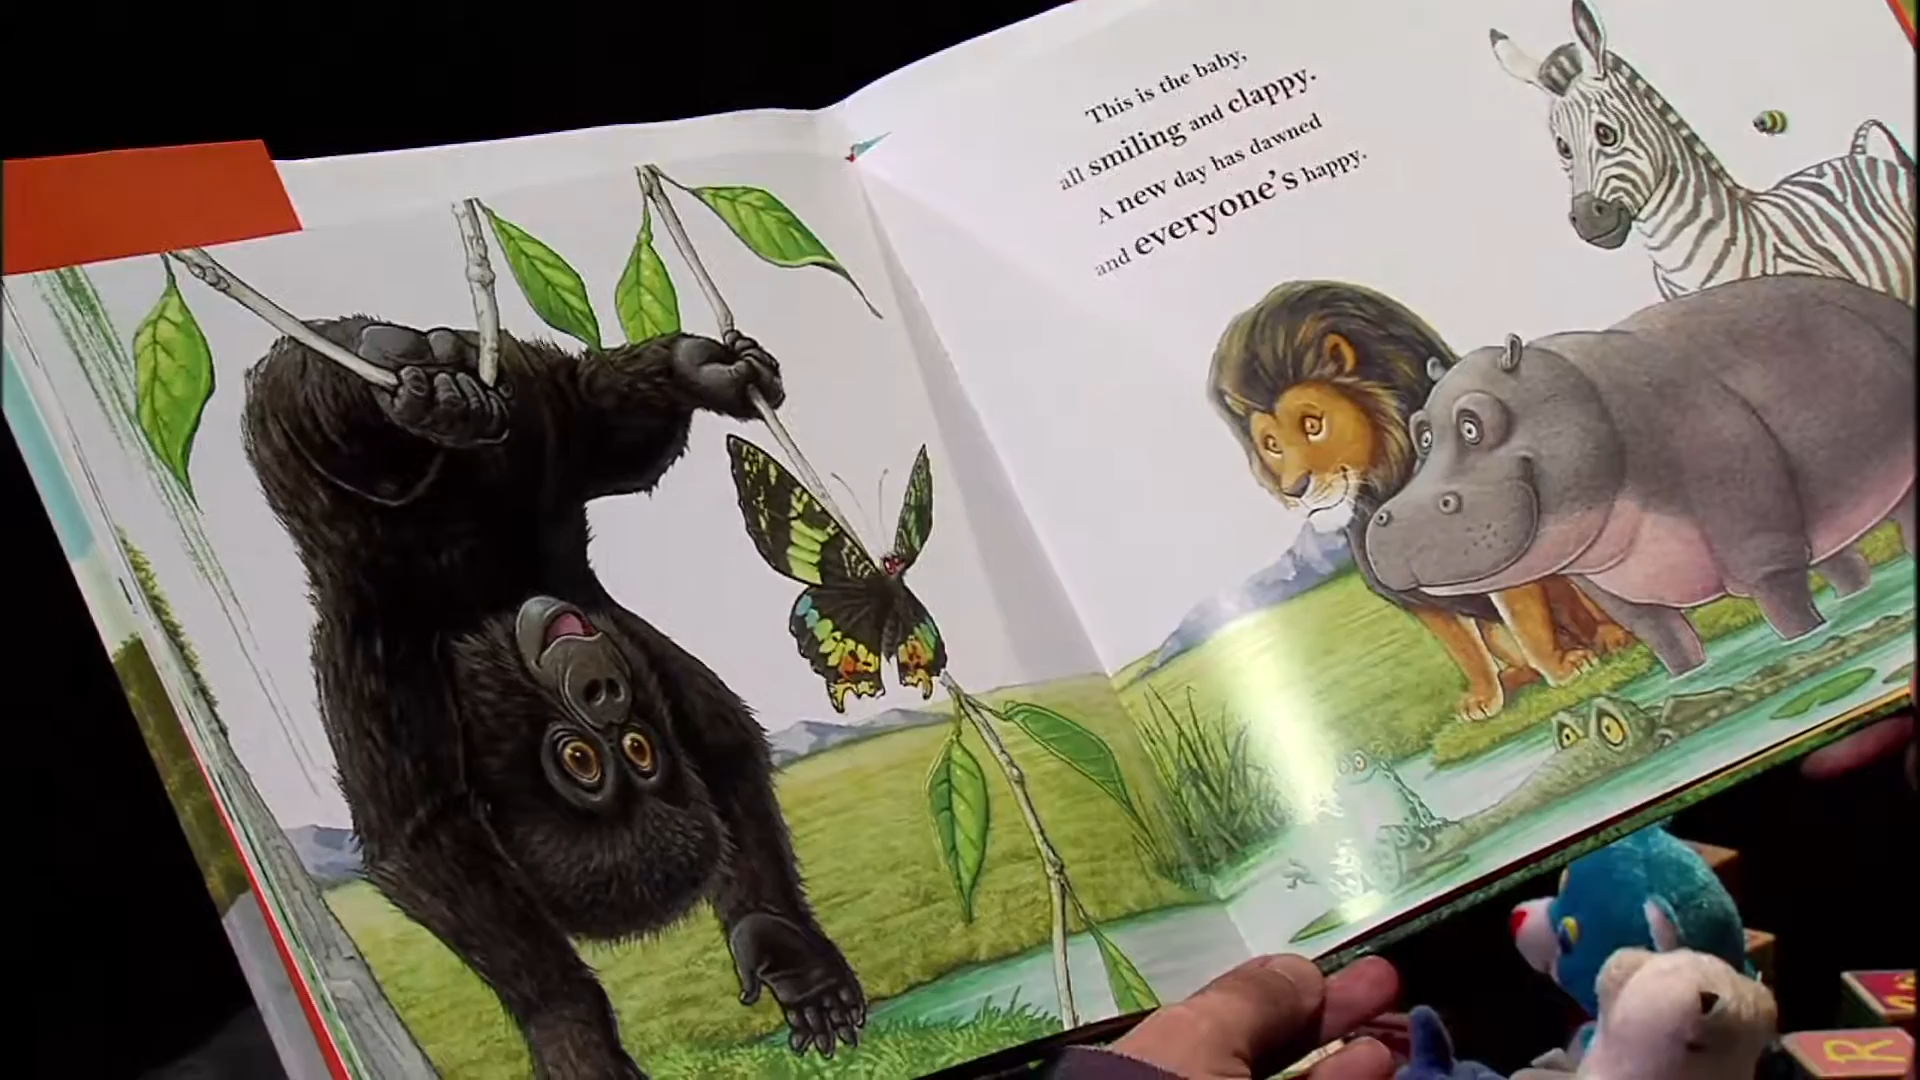 This is the baby,
all smiling and clappy.
A new day has dawned
and everyone's happy.
R